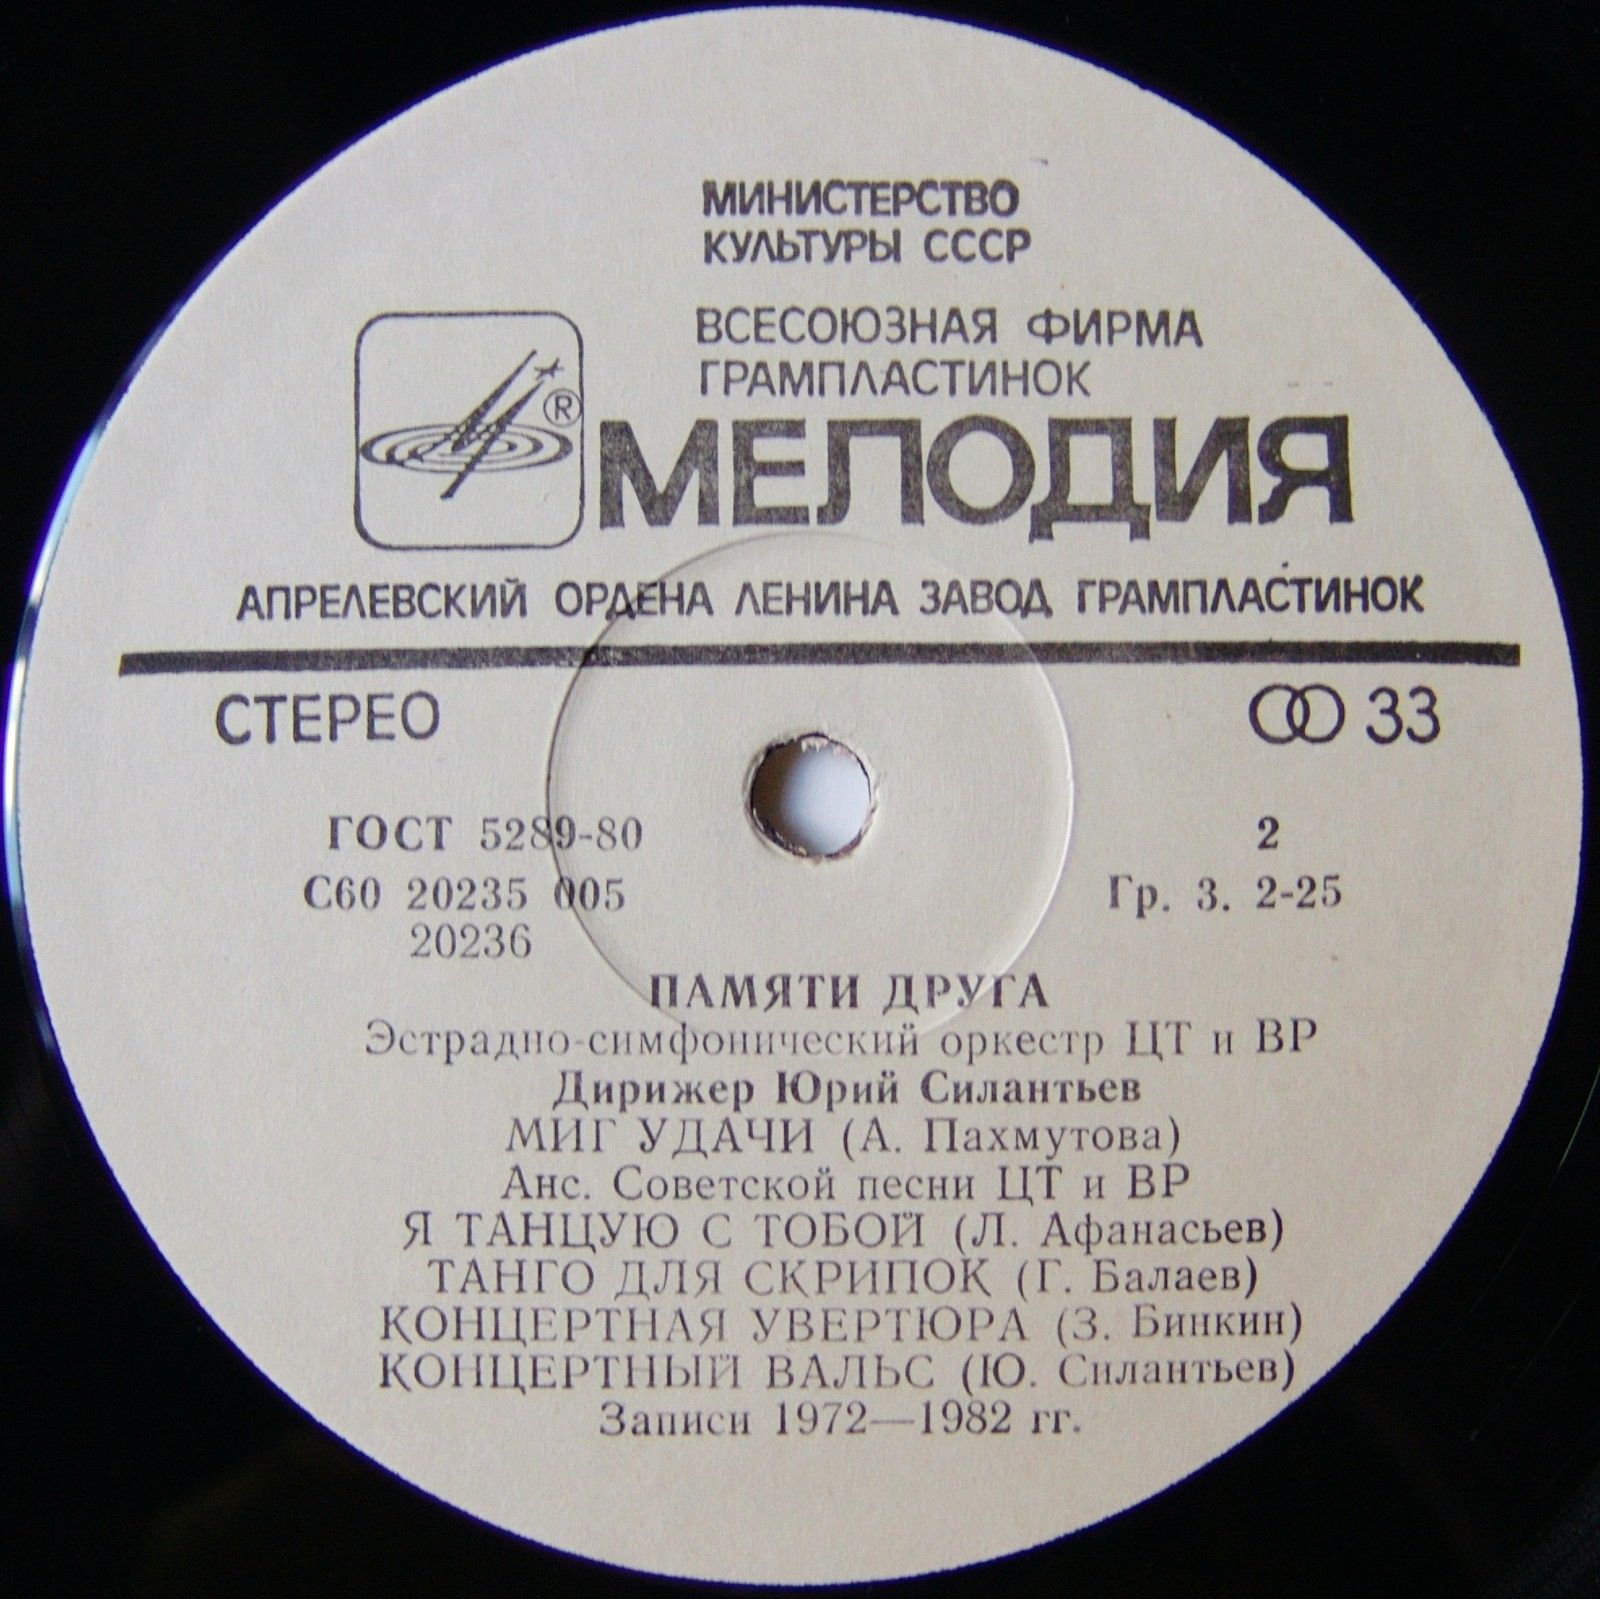 МИНИСТЕРСТВО
КУЛЬТУРЫ СССР
ВСЕСОЮЗНАЯ ФИРМА
ГРАМПЛАСТИНОК
®
МЕЛОДИЯ
АПРЕЛЕВСКИЙ ОРДЕНА ЛЕНИНА ЗАВОД ГРАМПЛАСТИНОК
СТЕРЕО 33
ГОСТ 5289-80 2
С60 20235 005 Гр. 3. 2-25
20236
ПАМЯТИ ДРУГА
Эстрадно-симфонический оркестр ЦТ и ВР
Дирижер Юрий Силантьев
МИГ УДАЧИ (А. Пахмутова)
Анс. Советской песни ЦТ и ВР
Я ТАНЦУЮ С ТОБОЙ (Л. Афанасьев)
ТАНГО ДЛЯ СКРИПОК (Г. Балаев)
КОНЦЕРТНАЯ УВЕРТЮРА (З. Бинкин)
КОНЦЕРТНЫЙ ВАЛЬС (Ю. Силантьев)
Записи 1972—1982 гг.